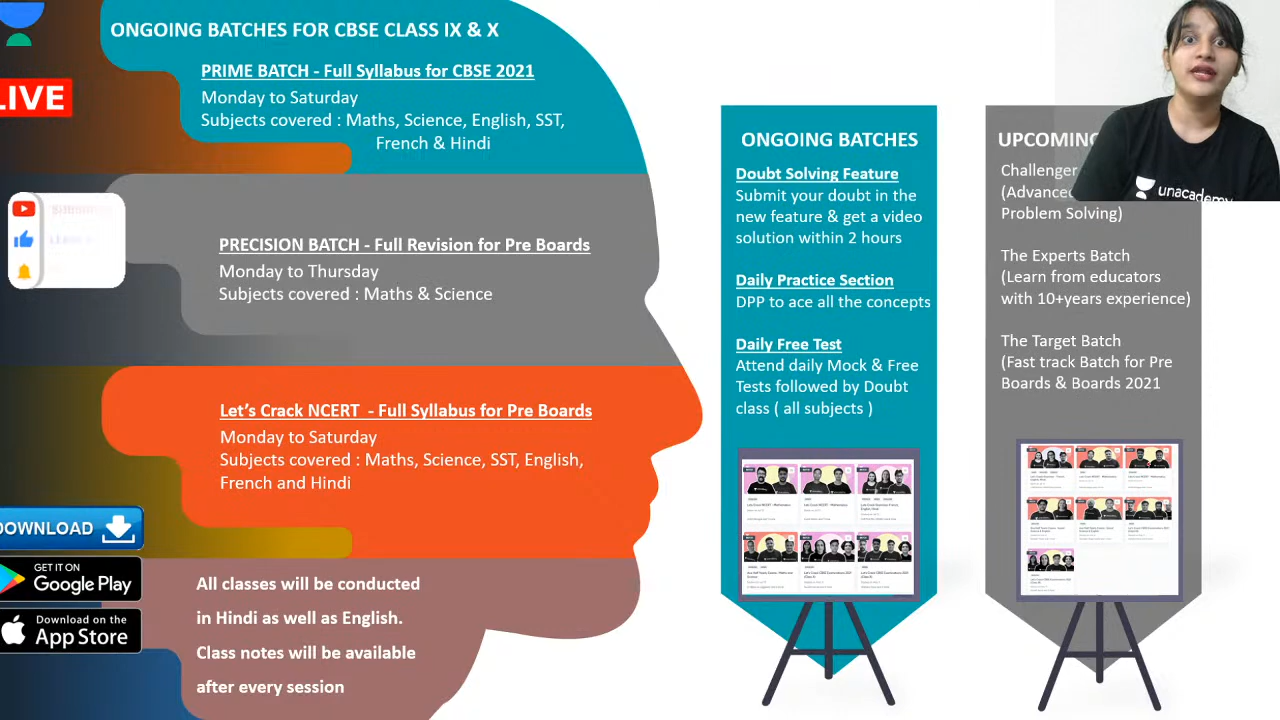 ONGOING BATCHES FOR CBSE CLASS IX & X
PRIME BATCH - Full Syllabus for CBSE 2021
Monday to Saturday
Subjects covered : Maths, Science, English, SST,
French & Hindi
LIVE
PRECISION BATCH - Full Revision for Pre Boards
Monday to Thursday
Subjects covered : Maths & Science
Let's Crack NCERT - Full Syllabus for Pre Boards
Monday to Saturday
Subjects covered : Maths, Science, SST, English,
French and Hindi
DOWNLOAD
GET IT ON
Google Play
Download on the
App Store
All classes will be conducted
in Hindi as well as English.
Class notes will be available
after every session
ONGOING BATCHES
Doubt Solving Feature
Submit your doubt in the
new feature & get a video
solution within 2 hours
Daily Practice Section
DPP to ace all the concepts
Daily Free Test
Attend daily Mock & Free
Tests followed by Doubt
class ( all subjects )
UPCOMING
Challenger
(Advanced
Problem Solving)
The Experts Batch
(Learn from educators
with 10+years experience)
The Target Batch
(Fast track Batch for Pre
Boards & Boards 2021
unacademy